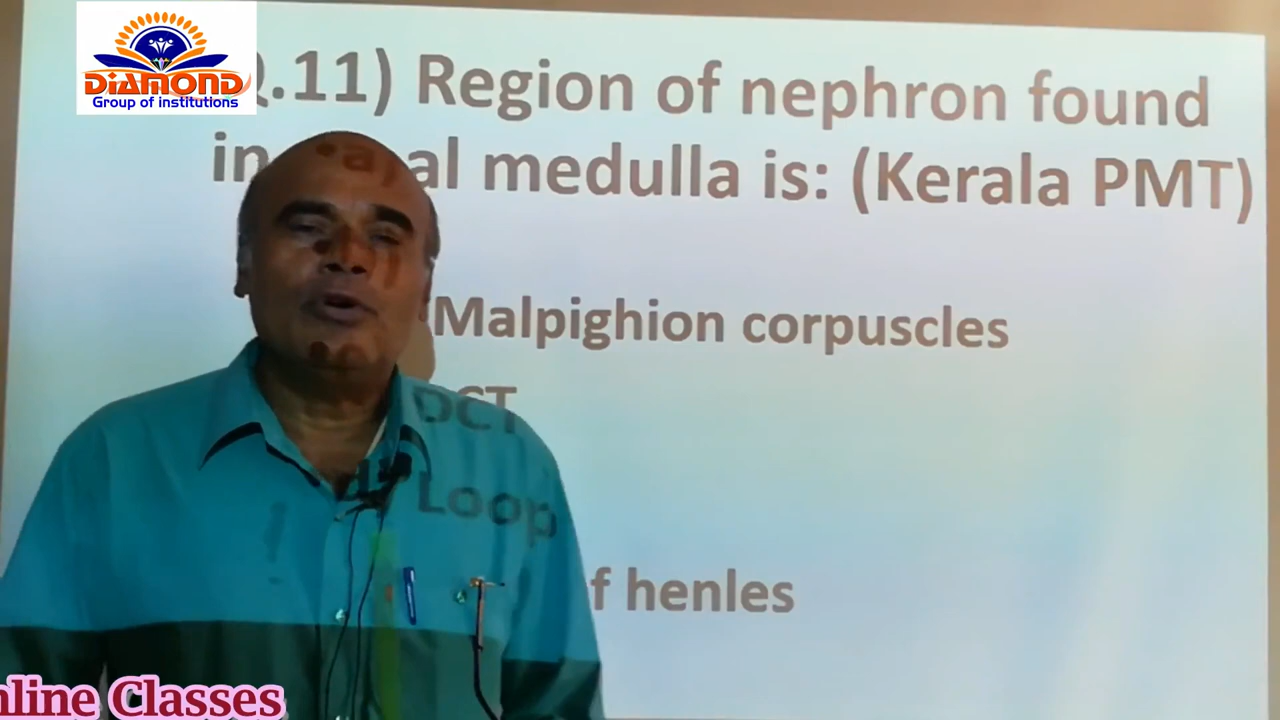 DIAMOND
Group of institutions
.11) Region of nephron found
in al medulla is: (Kerala PMT)
Malpighion corpuscles
DCT
Loop
f henles
nline Classes